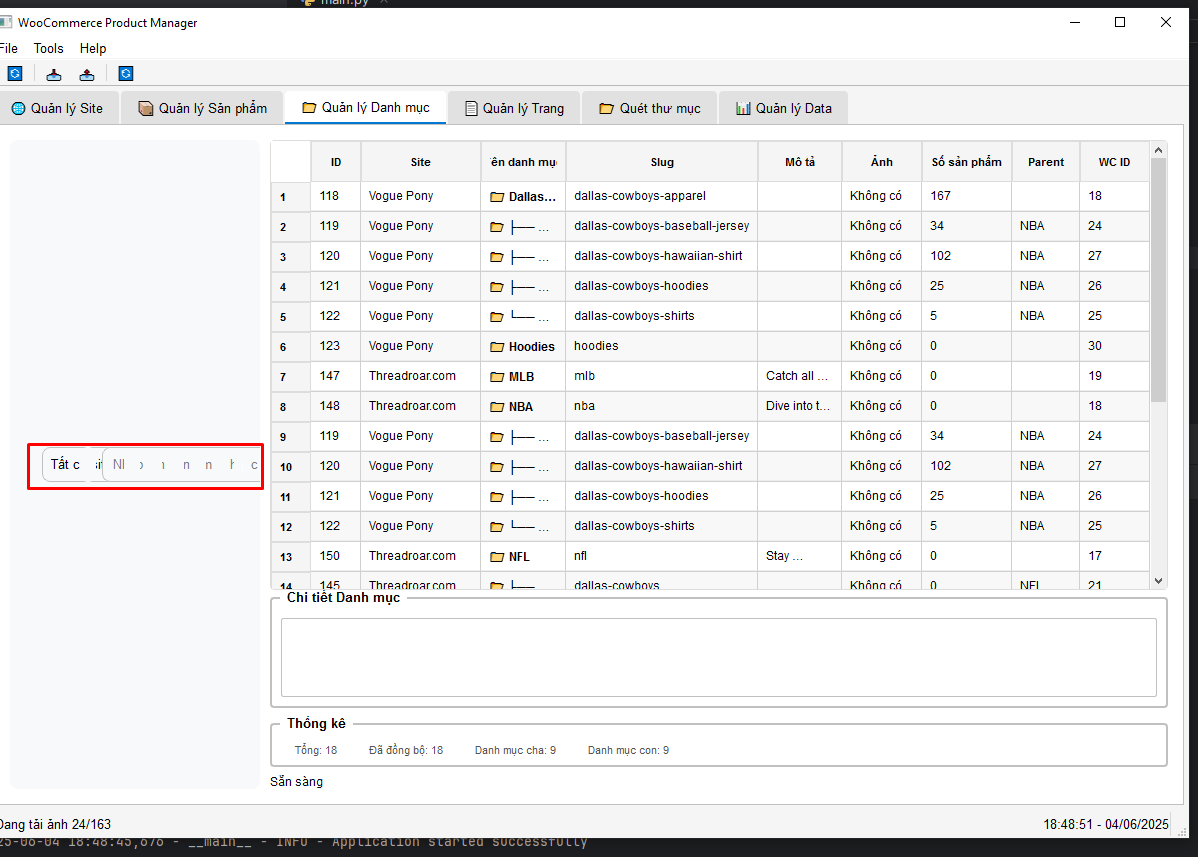 main.py
WooCommerce Product Manager
File Tools Help
Quản lý Site Quản lý Sản phẩm Quản lý Danh mục Quản lý Trang Quét thư mục Quản lý Data
ID Site ên danh mụ Slug Mô tả Ảnh Số sản phẩm Parent WC ID
1 118 Vogue Pony Dallas... dallas-cowboys-apparel Không có 167 18
2 119 Vogue Pony ├── ... dallas-cowboys-baseball-jersey Không có 34 NBA 24
3 120 Vogue Pony ├── ... dallas-cowboys-hawaiian-shirt Không có 102 NBA 27
4 121 Vogue Pony ├── ... dallas-cowboys-hoodies Không có 25 NBA 26
5 122 Vogue Pony └── ... dallas-cowboys-shirts Không có 5 NBA 25
6 123 Vogue Pony Hoodies hoodies Không có 0 30
7 147 Threadroar.com MLB mlb Catch all ... Không có 0 19
8 148 Threadroar.com NBA nba Dive into t... Không có 0 18
9 119 Vogue Pony ├── ... dallas-cowboys-baseball-jersey Không có 34 NBA 24
Tất c
10 120 Vogue Pony ├── ... dallas-cowboys-hawaiian-shirt Không có 102 NBA 27
11 121 Vogue Pony ├── ... dallas-cowboys-hoodies Không có 25 NBA 26
12 122 Vogue Pony └── ... dallas-cowboys-shirts Không có 5 NBA 25
13 150 Threadroar.com NFL nfl Stay ... Không có 0 17
14 145 Threadroar.com ├── dallas-cowboys Không có 0 NFL 21
Chi tiết Danh mục
Thống kê
Tổng: 18 Đã đồng bộ: 18 Danh mục cha: 9 Danh mục con: 9
Sẵn sàng
Đang tải ảnh 24/163 18:48:51 - 04/06/2025
25-06-04 18:48:45,676 - __main__ - INFO - Application started successfully